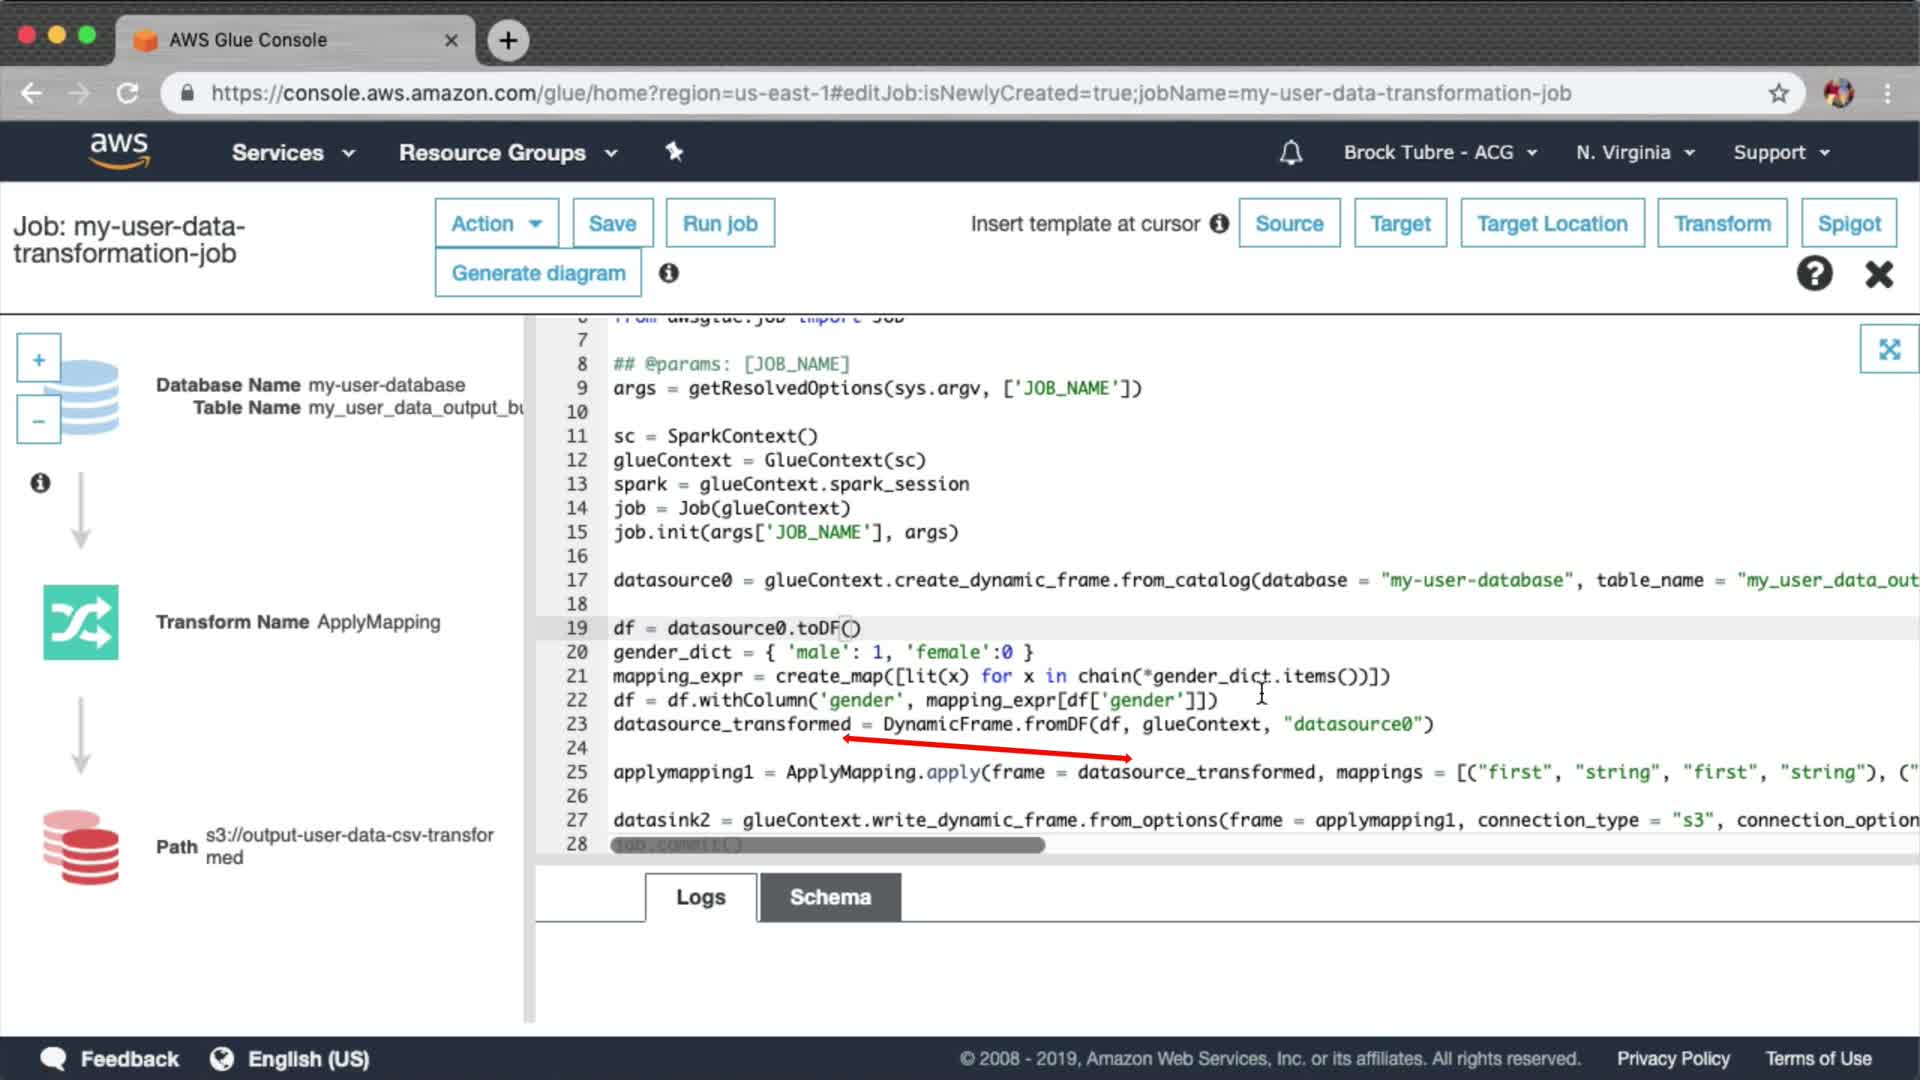 AWS Glue Console
https://console.aws.amazon.com/glue/home?region=us-east-1#editJob:isNewlyCreated=true;jobName=my-user-data-transformation-job
aws
Services
Resource Groups
Brock Tubre - ACG
N. Virginia
Support
Job: my-user-data-
transformation-job
Action
Save
Run job
Generate diagram
Insert template at cursor
Source
Target
Target Location
Transform
Spigot
Database Name my-user-database
Table Name my_user_data_output_bu
Transform Name ApplyMapping
Path s3://output-user-data-csv-transfor
med
6 from awsglue.job import Job
7
8 ## @params: [JOB_NAME]
9 args = getResolvedOptions(sys.argv, ['JOB_NAME'])
10
11 sc = SparkContext()
12 glueContext = GlueContext(sc)
13 spark = glueContext.spark_session
14 job = Job(glueContext)
15 job.init(args['JOB_NAME'], args)
16
17 datasource0 = glueContext.create_dynamic_frame.from_catalog(database = "my-user-database", table_name = "my_user_data_out
18
19 df = datasource0.toDF()
20 gender_dict = { 'male': 1, 'female':0 }
21 mapping_expr = create_map([lit(x) for x in chain(*gender_dict.items())])
22 df = df.withColumn('gender', mapping_expr[df['gender']])
23 datasource_transformed = DynamicFrame.fromDF(df, glueContext, "datasource0")
24
25 applymapping1 = ApplyMapping.apply(frame = datasource_transformed, mappings = [("first", "string", "first", "string"), ("
26
27 datasink2 = glueContext.write_dynamic_frame.from_options(frame = applymapping1, connection_type = "s3", connection_option
28 job.commit()
Logs
Schema
Feedback
English (US)
© 2008 - 2019, Amazon Web Services, Inc. or its affiliates. All rights reserved.
Privacy Policy
Terms of Use